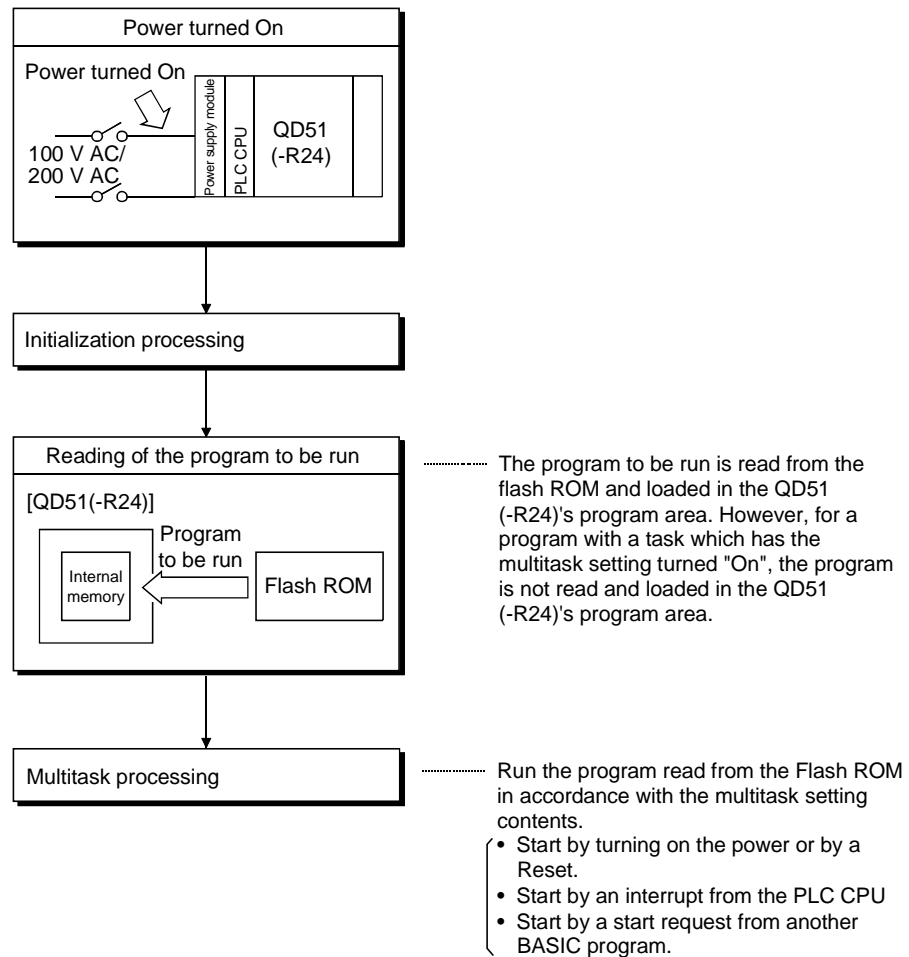 Power turned On
Power turned On
100 V AC/
200 V AC
Power supply module
PLC CPU
QD51
(-R24)
Initialization processing
Reading of the program to be run
[QD51(-R24)]
Program
to be run
Internal
memory
Flash ROM
The program to be run is read from the
flash ROM and loaded in the QD51
(-R24)'s program area. However, for a
program with a task which has the
multitask setting turned "On", the program
is not read and loaded in the QD51
(-R24)'s program area.
Multitask processing
Run the program read from the Flash ROM
in accordance with the multitask setting
contents.
• Start by turning on the power or by a
Reset.
• Start by an interrupt from the PLC CPU
• Start by a start request from another
BASIC program.